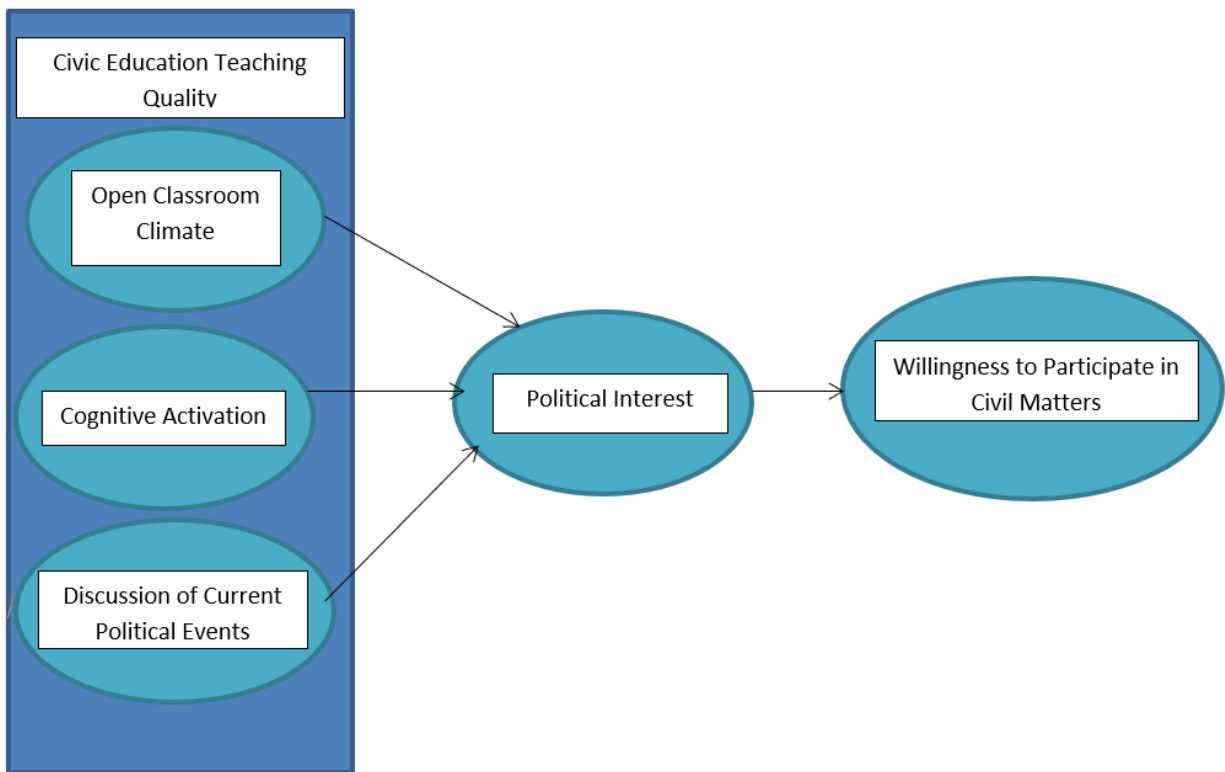 Civic Education Teaching
Quality
Open Classroom
Climate
Cognitive Activation
Discussion of Current
Political Events
Political Interest
Willingness to Participate in
Civil Matters